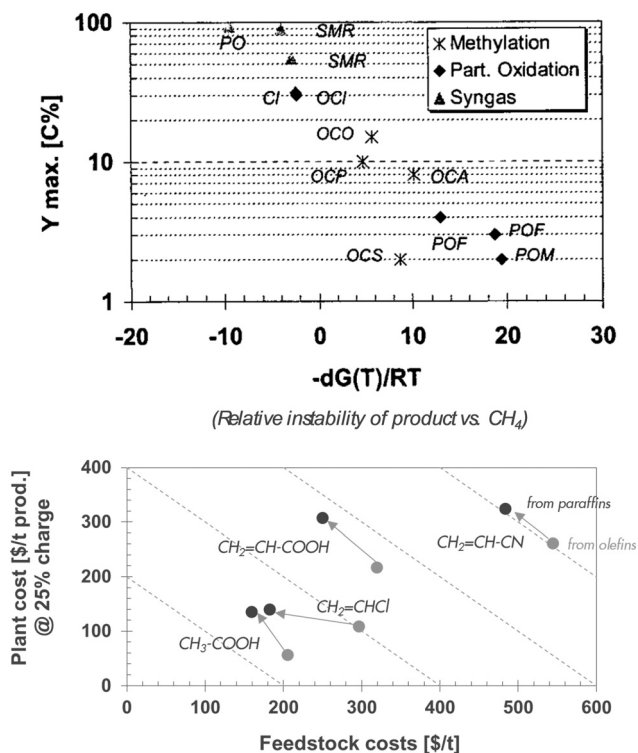 100
PO
SMR
SMR
Methylation
Part. Oxidation
Syngas
CI
OCI
OCO
10
OCP
OCA
POF
POF
OCS
POM
1
Y max. [C%]
-20 -10 0 10 20 30
-dG(T)/RT
(Relative instability of product vs. CH₄)
400
300
200
100
0
Plant cost [$/t prod.]
@ 25% charge
from paraffins
CH₂=CH-COOH
CH₂=CH-CN
from olefins
CH₂=CHCl
CH₃-COOH
0 100 200 300 400 500 600
Feedstock costs [$/t]